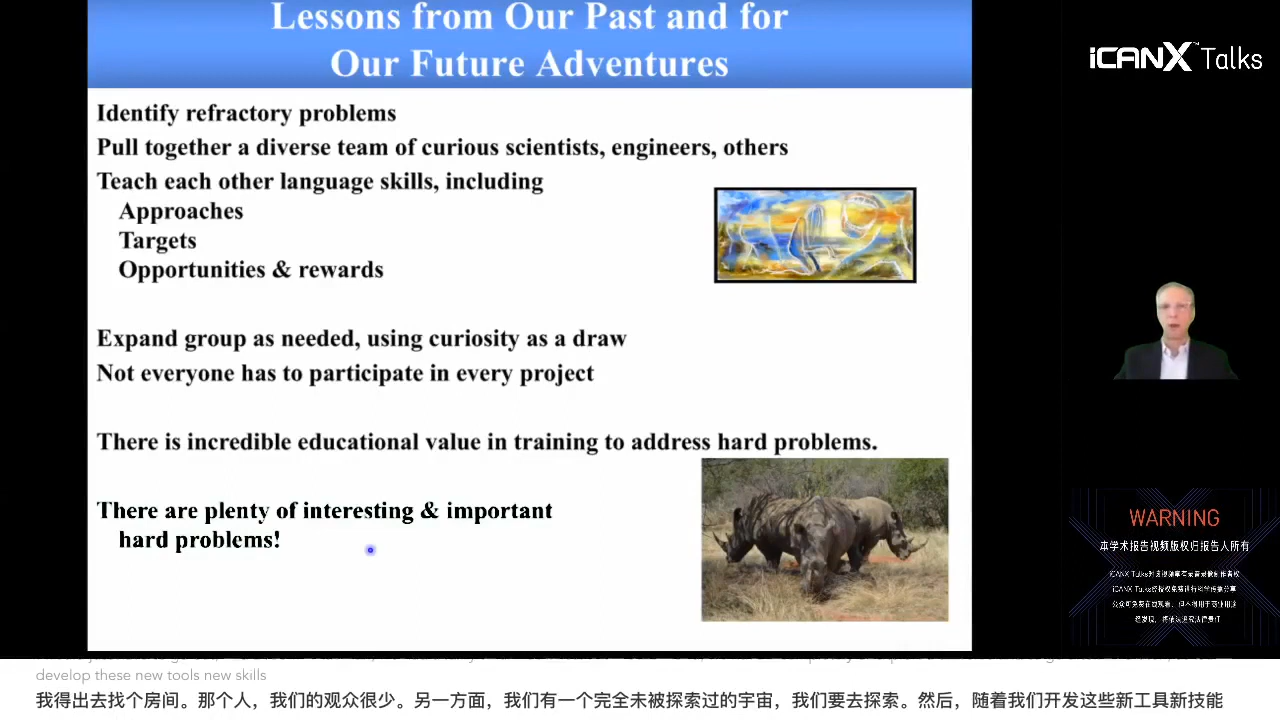 Lessons from Our Past and for
Our Future Adventures
Identify refractory problems
Pull together a diverse team of curious scientists, engineers, others
Teach each other language skills, including
Approaches
Targets
Opportunities & rewards
Expand group as needed, using curiosity as a draw
Not everyone has to participate in every project
There is incredible educational value in training to address hard problems.
There are plenty of interesting & important
hard problems!
iCANX Talks
WARNING
本学术报告视频版权归报告人所有
develop these new tools new skills
我得出去找个房间。那个人，我们的观众很少。另一方面，我们有一个完全未被探索过的宇宙，我们要去探索。然后，随着我们开发这些新工具新技能